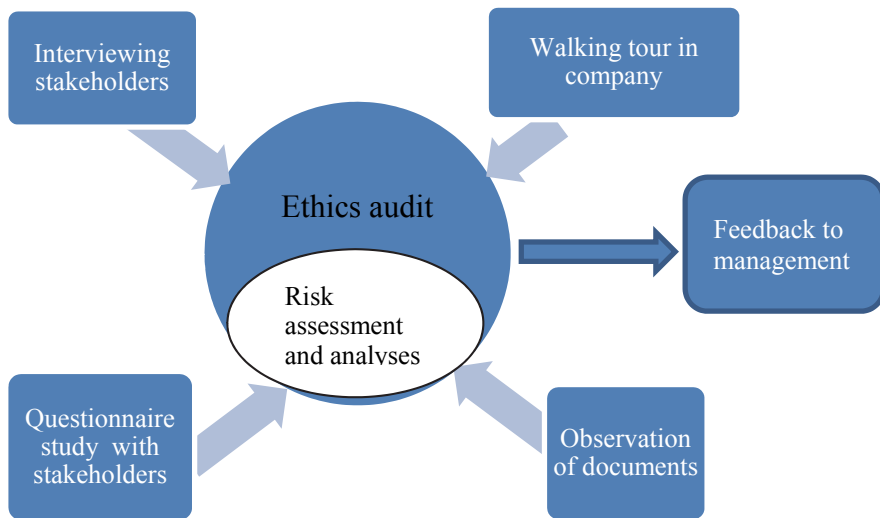 Interviewing
stakeholders
Walking tour in
company
Ethics audit
Feedback to
management
Risk
assessment
and analyses
Questionnaire
study with
stakeholders
Observation
of documents